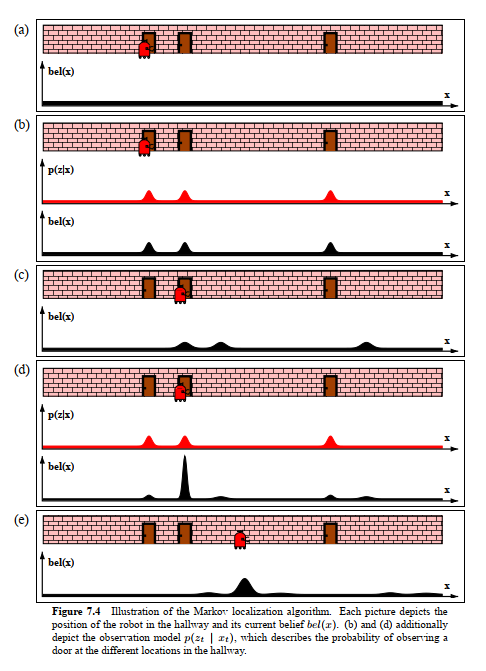 (a)
bel(x)
x
(b)
p(z|x)
x
bel(x)
x
(c)
bel(x)
x
(d)
p(z|x)
x
bel(x)
x
(e)
bel(x)
x
Figure 7.4 Illustration of the Markov localization algorithm. Each picture depicts the
position of the robot in the hallway and its current belief bel(x). (b) and (d) additionally
depict the observation model p(zt | xt), which describes the probability of observing a
door at the different locations in the hallway.